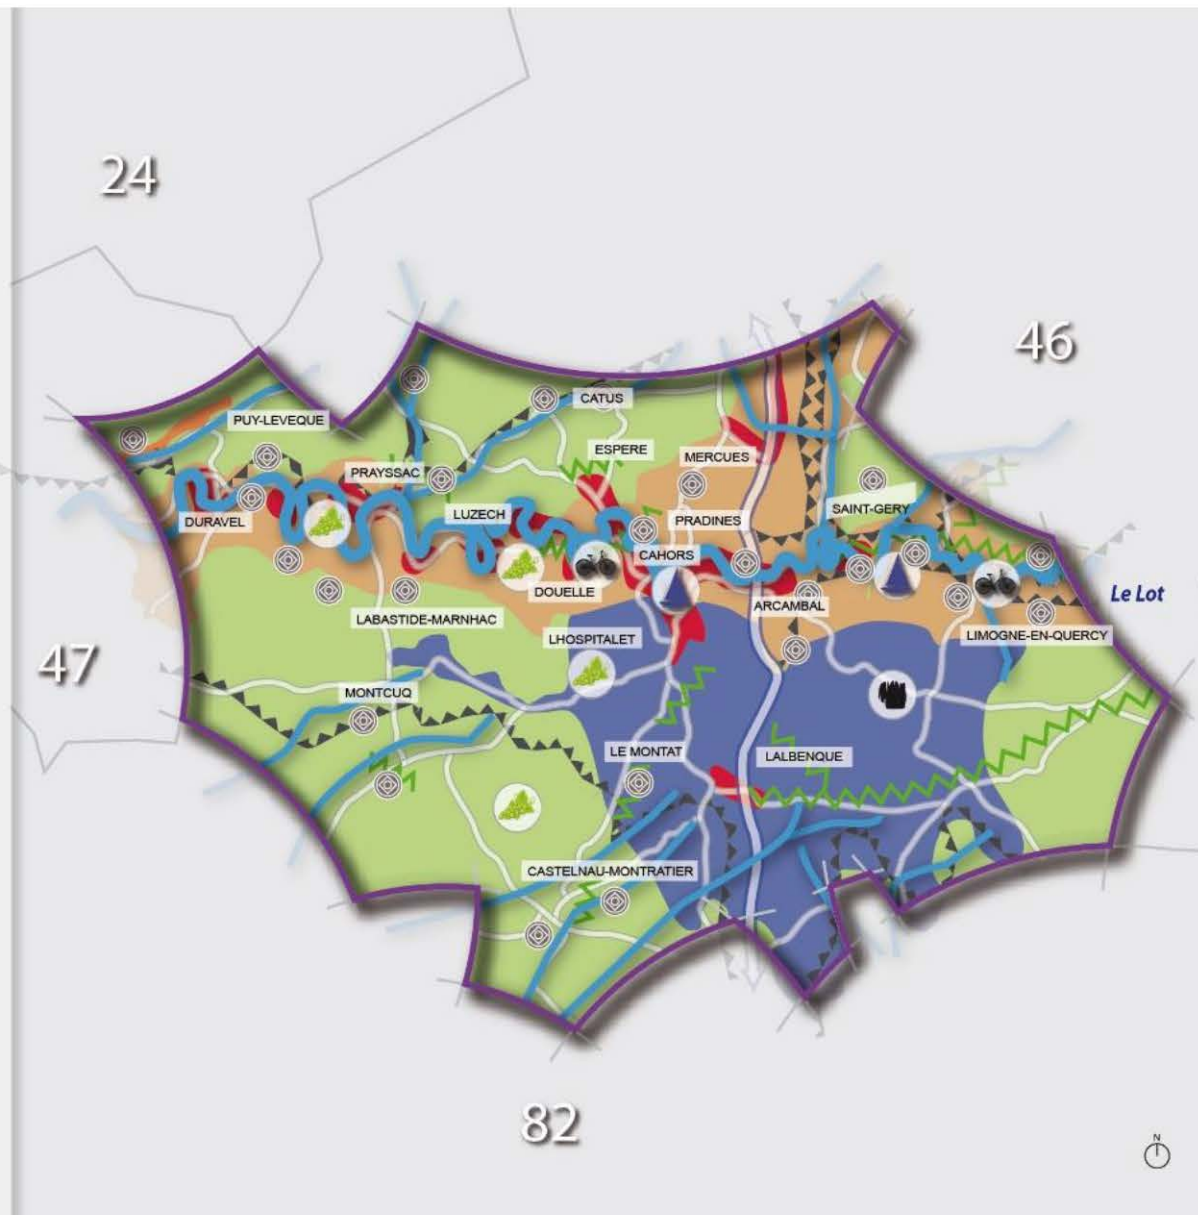 24
46
CATUS
PUY-LEVEQUE
ESPERE
MERCUES
PRAYSSAC
SAINT-GERY
LUZECH
PRADINES
DURAVEL
CAHORS
DOUELLE
Le Lot
ARCAMBAL
LABASTIDE-MARNHAC
LIMOGNE-EN-QUERCY
LHOSPITALET
47
MONTCUQ
LE MONTAT
LALBENQUE
CASTELNAU-MONTRATIER
82
N